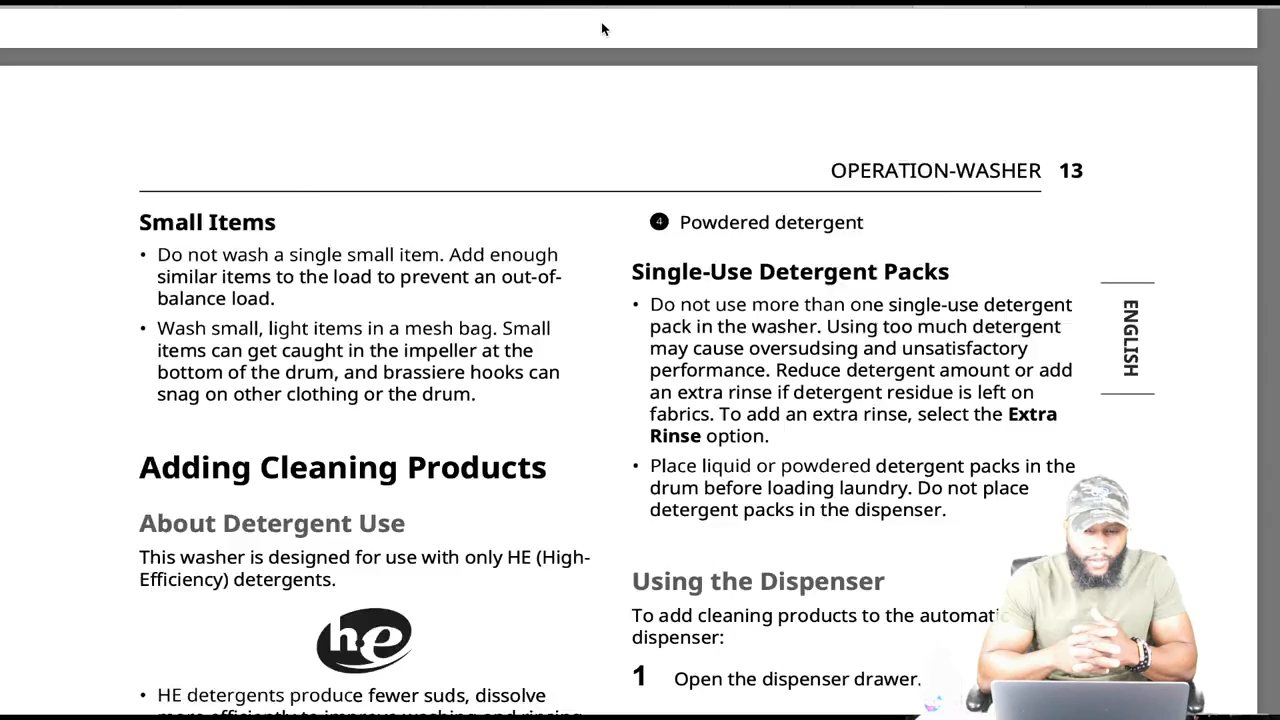 OPERATION-WASHER 13
Small Items
• Do not wash a single small item. Add enough
similar items to the load to prevent an out-of-
balance load.
• Wash small, light items in a mesh bag. Small
items can get caught in the impeller at the
bottom of the drum, and brassiere hooks can
snag on other clothing or the drum.
Adding Cleaning Products
About Detergent Use
This washer is designed for use with only HE (High-
Efficiency) detergents.
he
• HE detergents produce fewer suds, dissolve
more efficiently to improve washing and rinsing
4 Powdered detergent
Single-Use Detergent Packs
• Do not use more than one single-use detergent
pack in the washer. Using too much detergent
may cause oversudsing and unsatisfactory
performance. Reduce detergent amount or add
an extra rinse if detergent residue is left on
fabrics. To add an extra rinse, select the Extra
Rinse option.
• Place liquid or powdered detergent packs in the
drum before loading laundry. Do not place
detergent packs in the dispenser.
Using the Dispenser
To add cleaning products to the automatic
dispenser:
1 Open the dispenser drawer.
ENGLISH